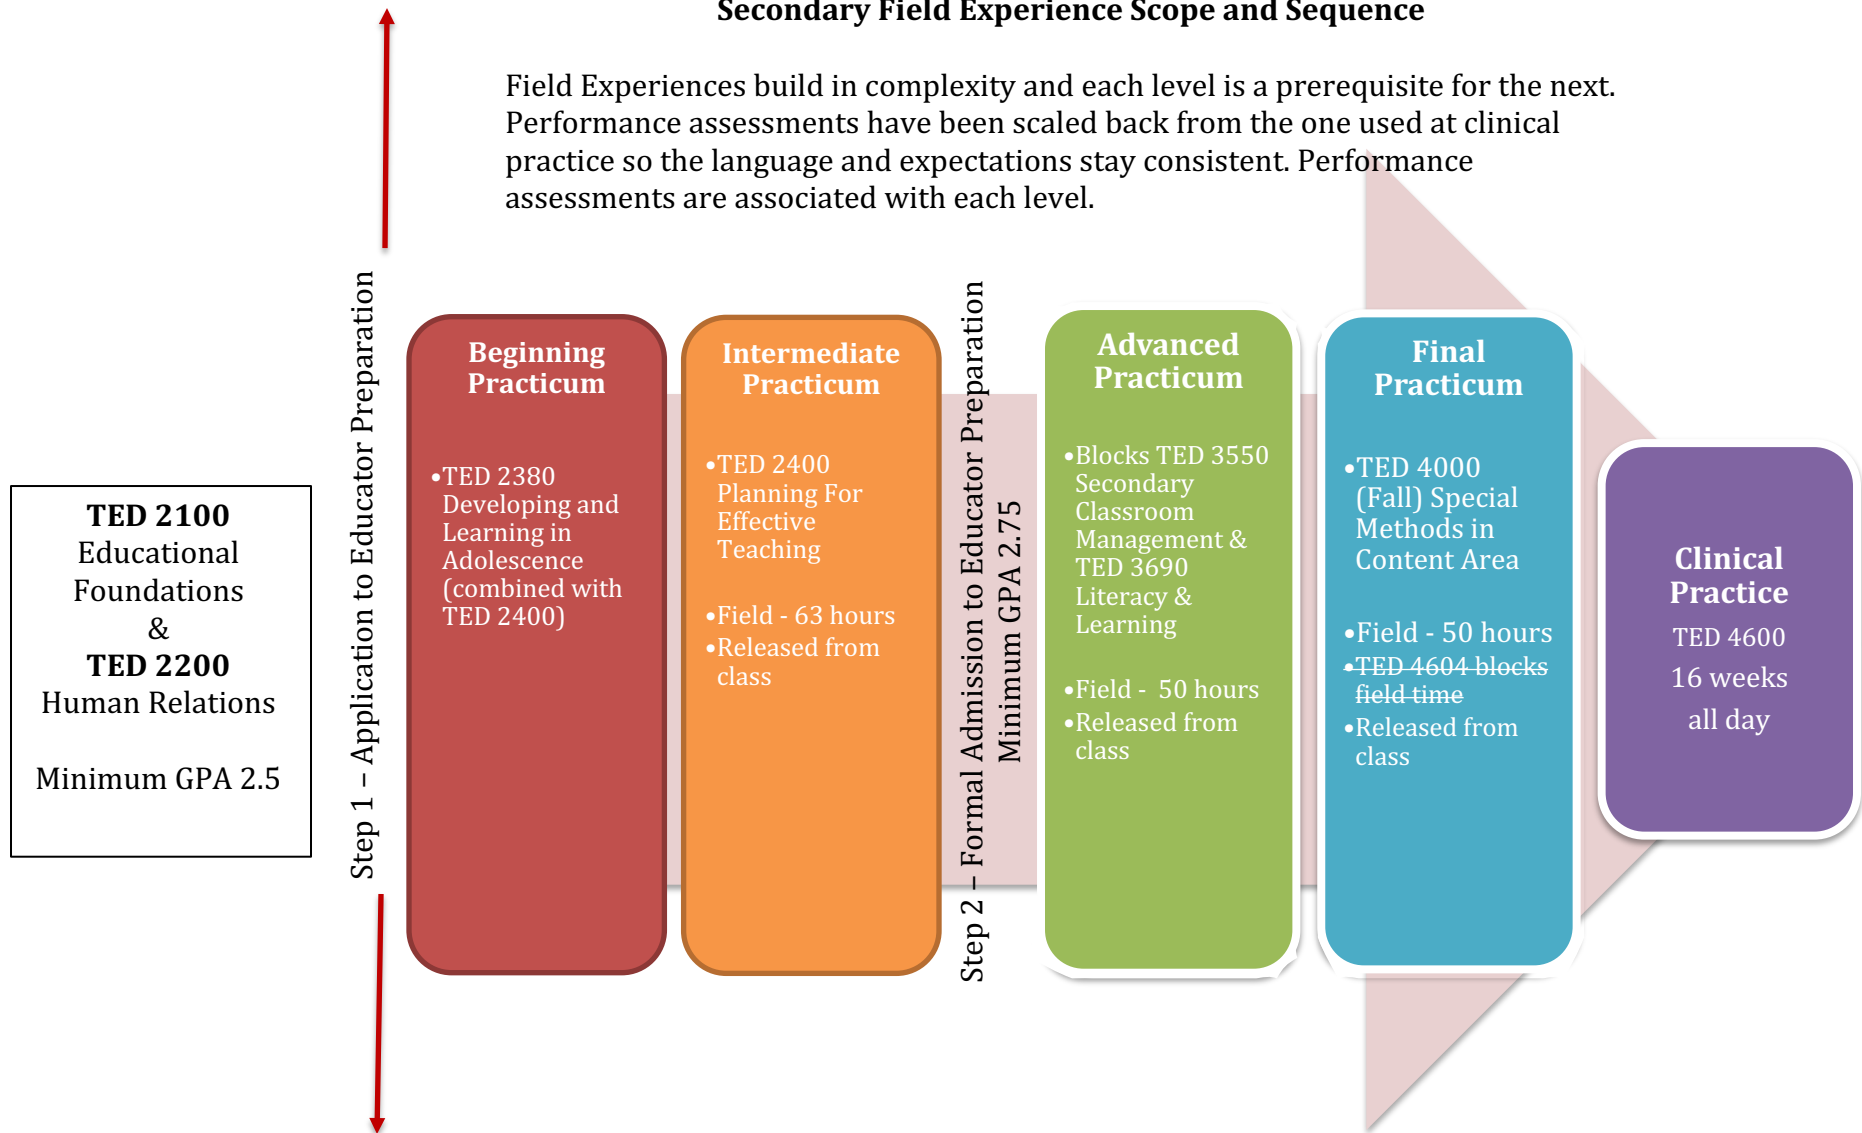 Secondary Field Experience Scope and Sequence
Field Experiences build in complexity and each level is a prerequisite for the next.
Performance assessments have been scaled back from the one used at clinical
practice so the language and expectations stay consistent. Performance
assessments are associated with each level.
TED 2100
Educational
Foundations
&
TED 2200
Human Relations
Minimum GPA 2.5
Step 1 – Application to Educator Preparation
Beginning
Practicum
•TED 2380
Developing and
Learning in
Adolescence
(combined with
TED 2400)
Intermediate
Practicum
•TED 2400
Planning For
Effective
Teaching
•Field - 63 hours
•Released from
class
Step 2 – Formal Admission to Educator Preparation
Minimum GPA 2.75
Advanced
Practicum
•Blocks TED 3550
Secondary
Classroom
Management &
TED 3690
Literacy &
Learning
•Field -  50 hours
•Released from
class
Final
Practicum
•TED 4000
(Fall) Special
Methods in
Content Area
•Field - 50 hours
•TED 4604 blocks
field time
•Released from
class
Clinical
Practice
TED 4600
16 weeks
all day